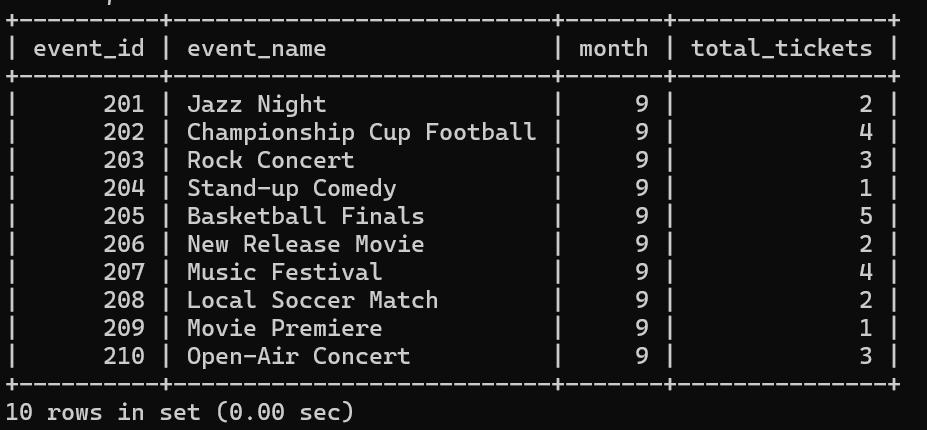 +----------+---------------------------+-------+---------------+
| event_id | event_name                | month | total_tickets |
+----------+---------------------------+-------+---------------+
|      201 | Jazz Night                |     9 |             2 |
|      202 | Championship Cup Football |     9 |             4 |
|      203 | Rock Concert              |     9 |             3 |
|      204 | Stand-up Comedy           |     9 |             1 |
|      205 | Basketball Finals         |     9 |             5 |
|      206 | New Release Movie         |     9 |             2 |
|      207 | Music Festival            |     9 |             4 |
|      208 | Local Soccer Match        |     9 |             2 |
|      209 | Movie Premiere            |     9 |             1 |
|      210 | Open-Air Concert          |     9 |             3 |
+----------+---------------------------+-------+---------------+
10 rows in set (0.00 sec)